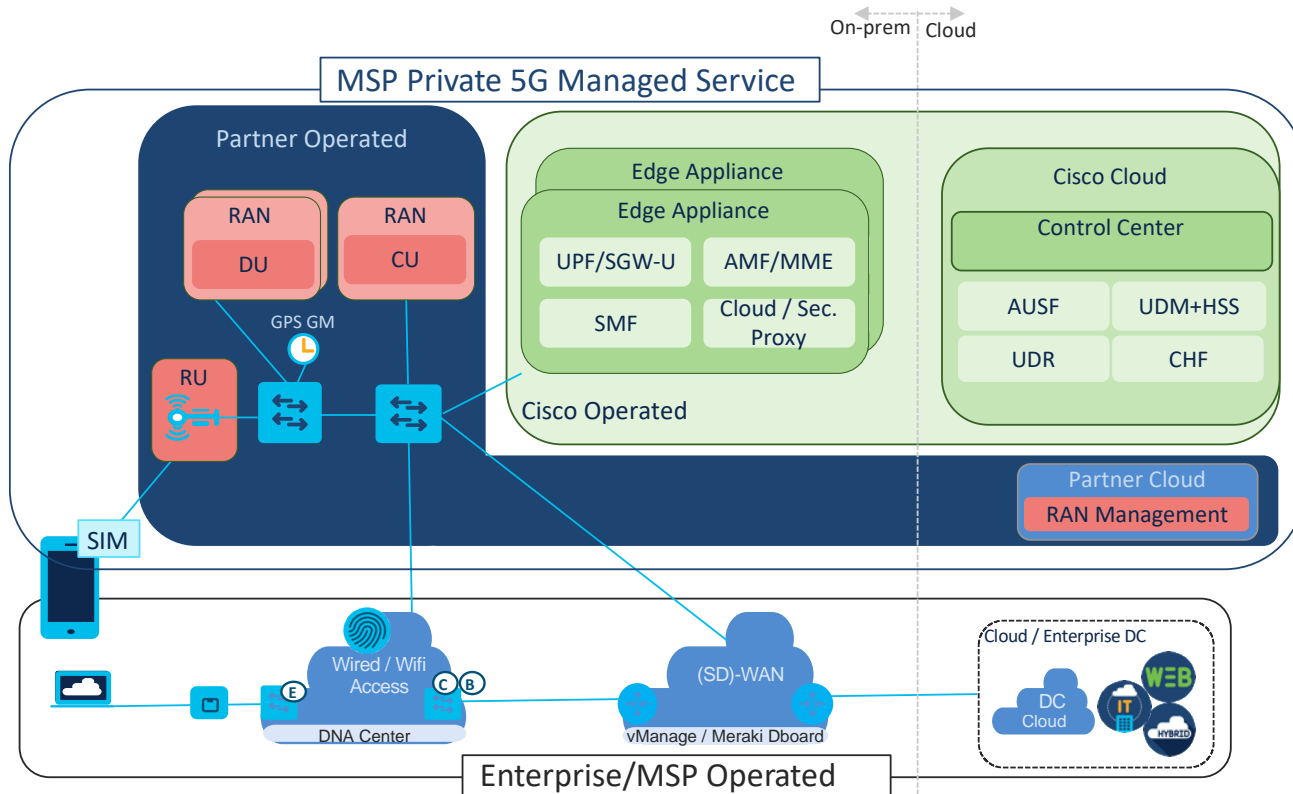 On-prem
Cloud
MSP Private 5G Managed Service
Partner Operated
RAN
DU
RAN
CU
GPS GM
RU
SIM
Edge Appliance
Edge Appliance
UPF/SGW-U
AMF/MME
SMF
Cloud / Sec.
Proxy
Cisco Operated
Cisco Cloud
Control Center
AUSF
UDM+HSS
UDR
CHF
Partner Cloud
RAN Management
Wired / Wifi
Access
E
C
B
DNA Center
(SD)-WAN
vManage / Meraki Dboard
Cloud / Enterprise DC
DC
Cloud
WEB
IT
HYBRID
Enterprise/MSP Operated